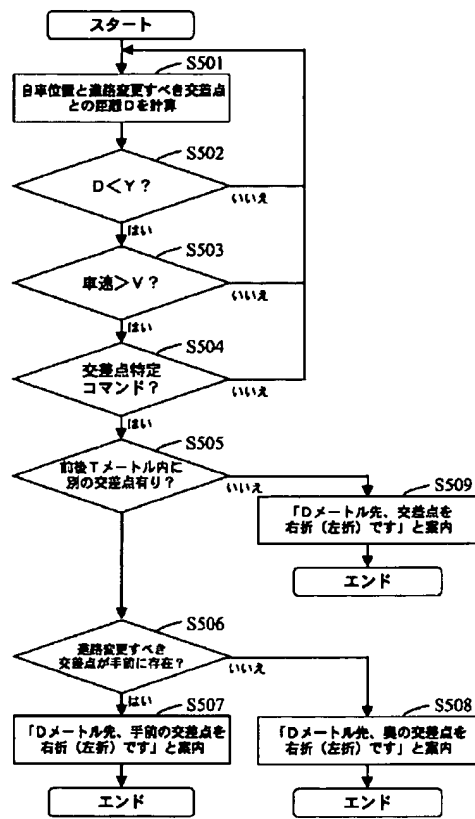 スタート
S501
自車位置と進路変更すべき交差点
との距離Dを計算
S502
D＜Y？
いいえ
はい
S503
車速＞V？
いいえ
はい
S504
交差点特定
コマンド？
いいえ
はい
S505
前後Tメートル内に
別の交差点有り？
いいえ
S509
「Dメートル先、交差点を
右折（左折）です」と案内
エンド
S506
進路変更すべき
交差点が手前に存在？
いいえ
はい
S507
「Dメートル先、手前の交差点を
右折（左折）です」と案内
エンド
S508
「Dメートル先、奥の交差点を
右折（左折）です」と案内
エンド